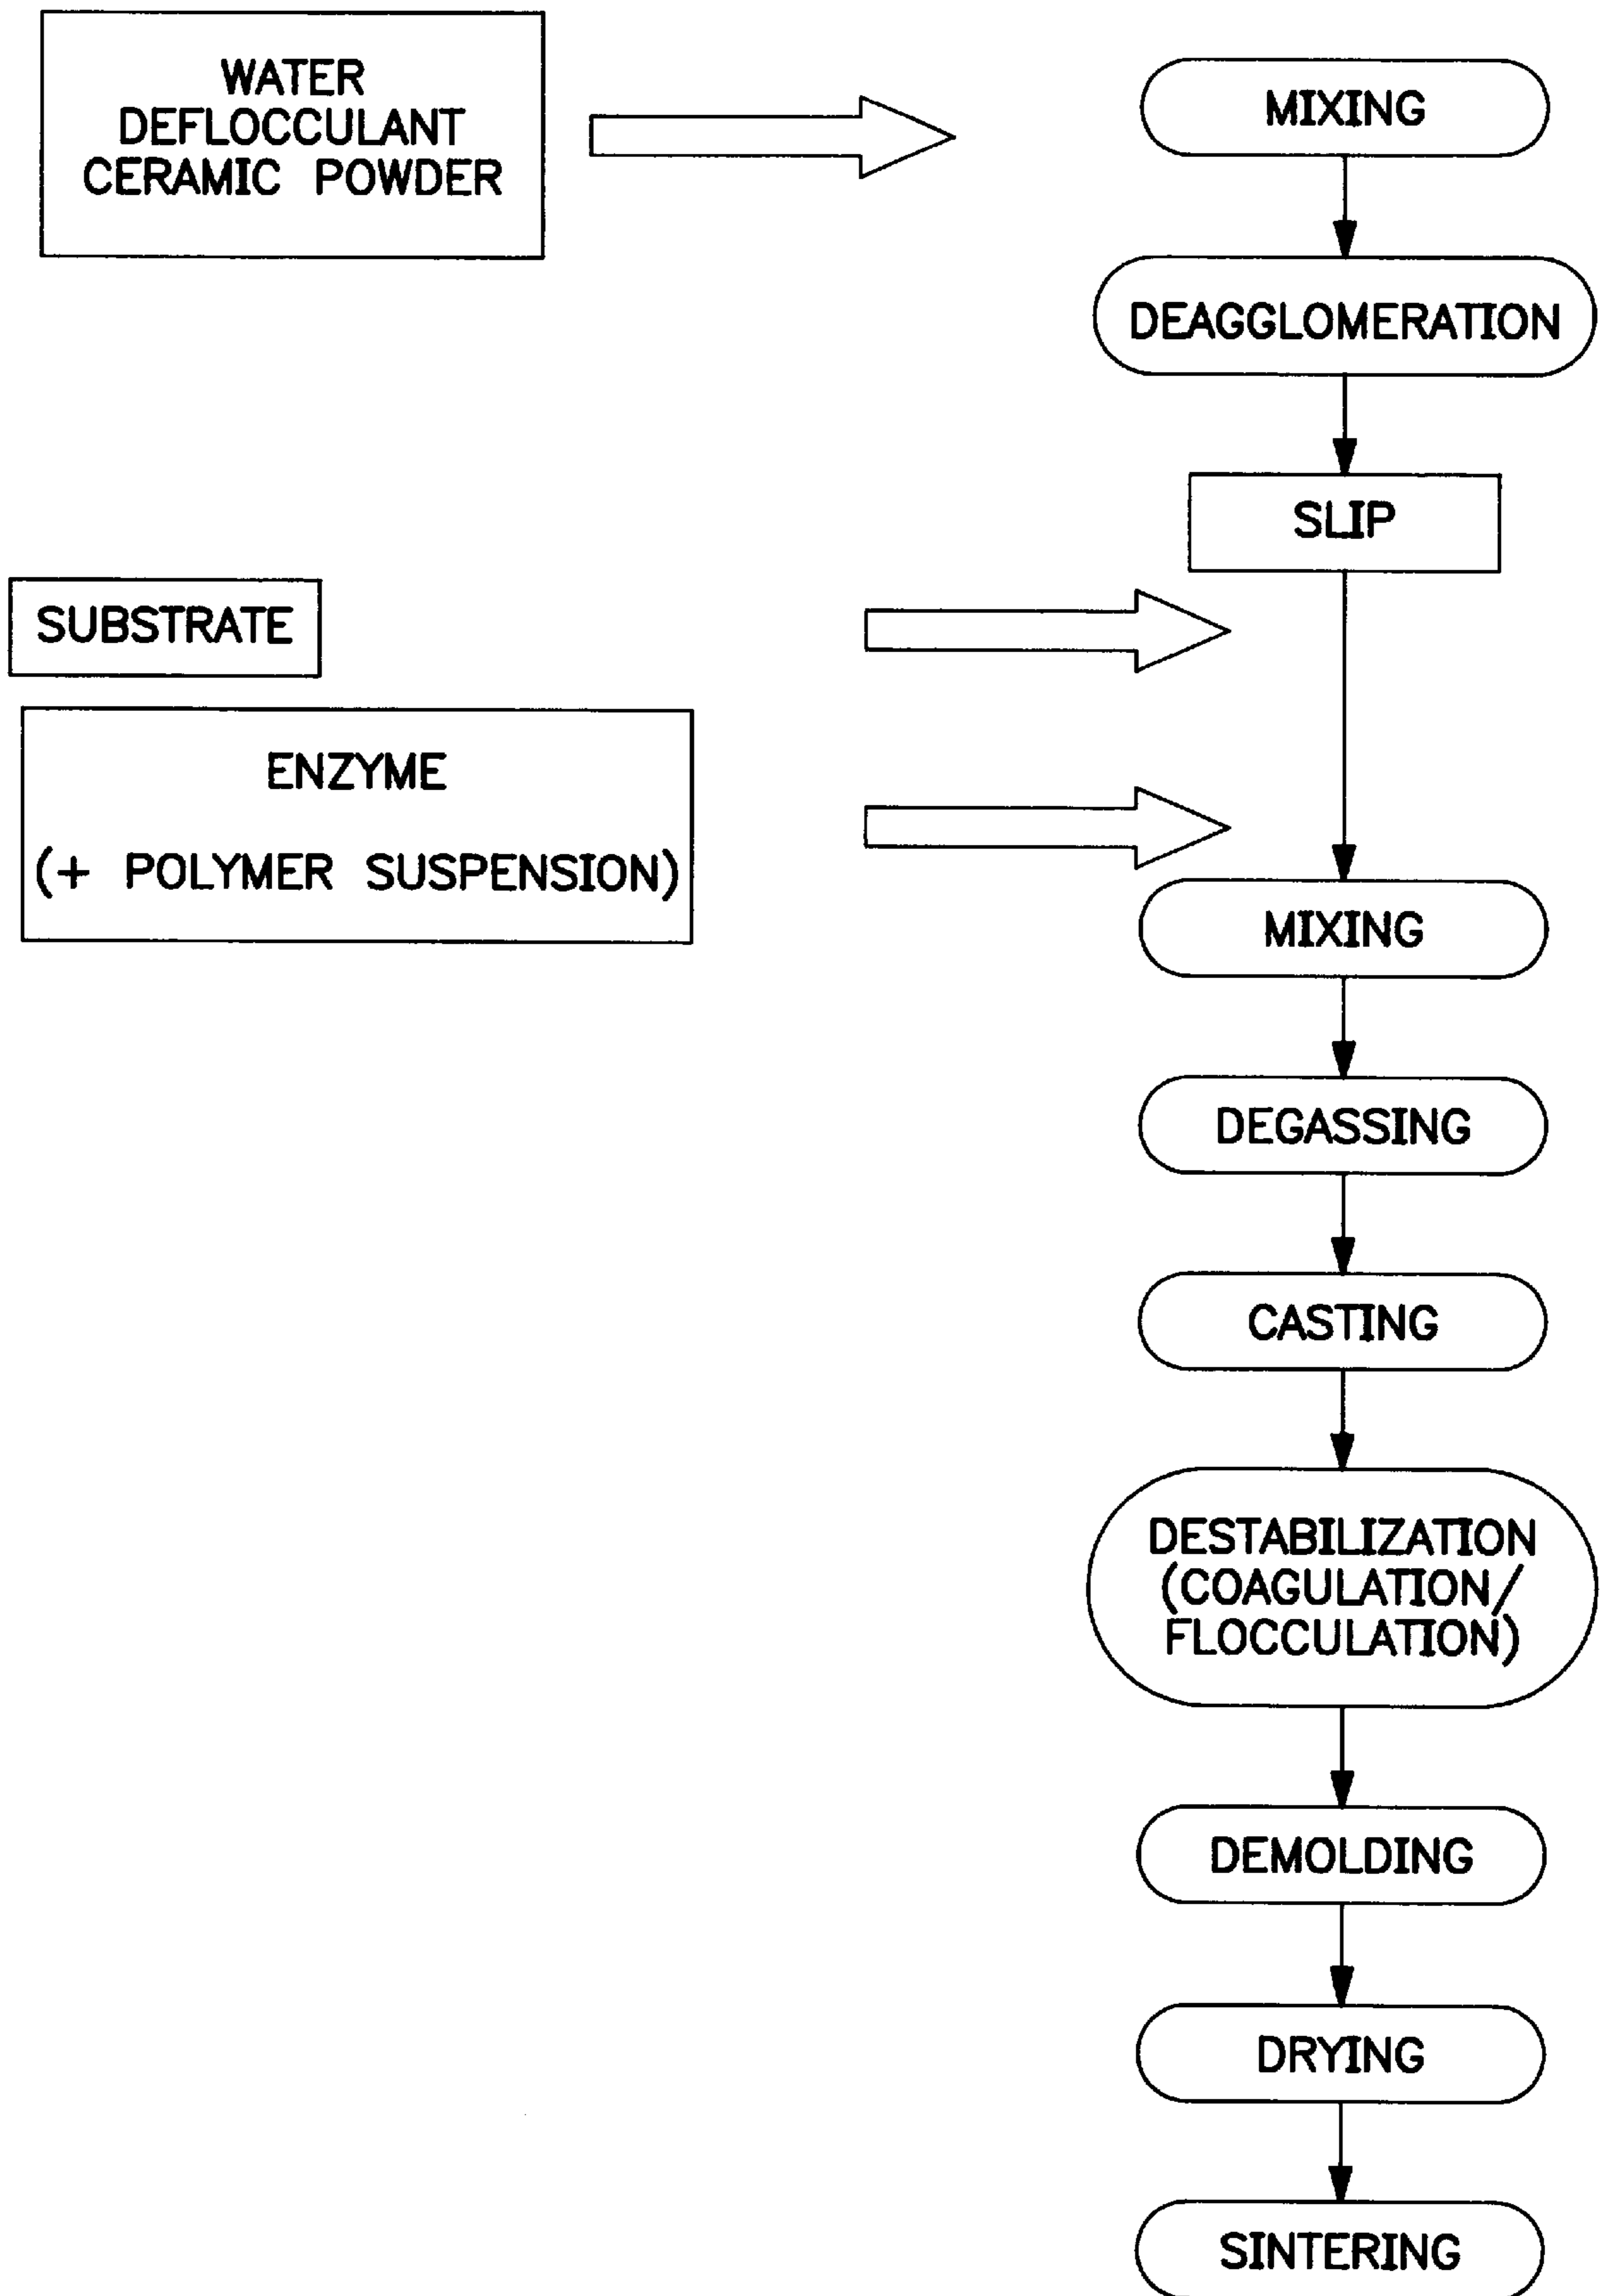 WATER
DEFLOCCULANT
CERAMIC POWDER
MIXING
DEAGGLOMERATION
SLIP
SUBSTRATE
ENZYME
(+ POLYMER SUSPENSION)
MIXING
DEGASSING
CASTING
DESTABILIZATION
(COAGULATION/
FLOCCULATION)
DEMOLDING
DRYING
SINTERING